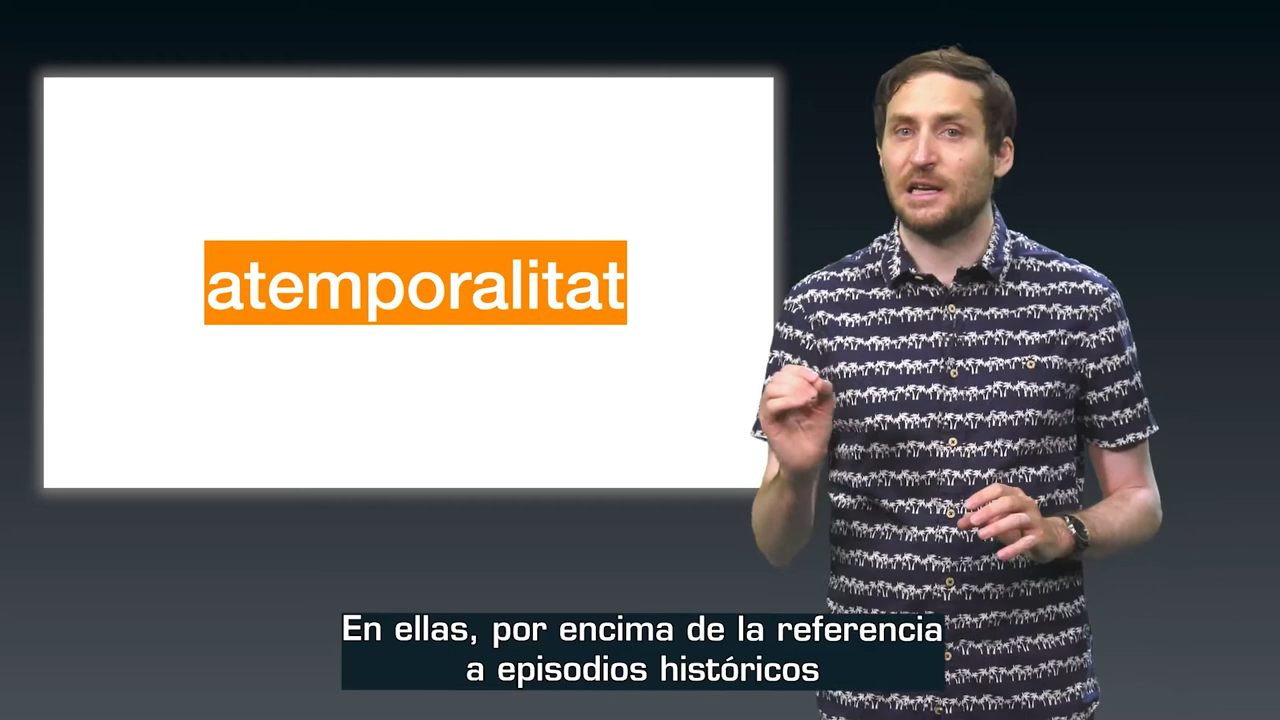 atemporalitat
En ellas, por encima de la referencia
a episodios históricos